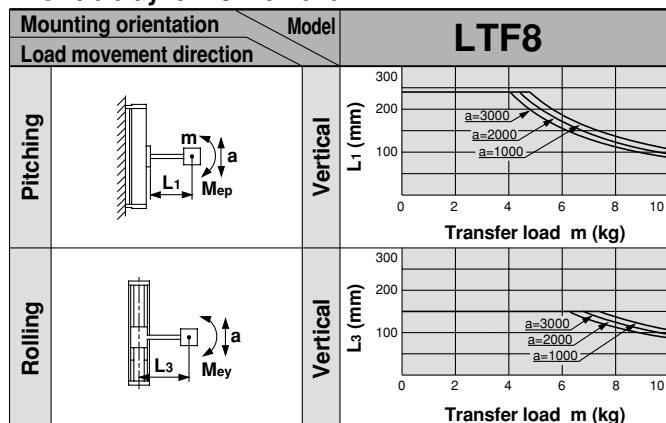 Mounting orientation
Model
Load movement direction
LTF8
Pitching
m
a
L1
Mep
Vertical
L1 (mm)
300
200
100
a=3000
a=2000
a=1000
0 2 4 6 8 10
Transfer load m (kg)
Rolling
a
L3
Mey
Vertical
L3 (mm)
300
200
100
a=3000
a=2000
a=1000
0 2 4 6 8 10
Transfer load m (kg)